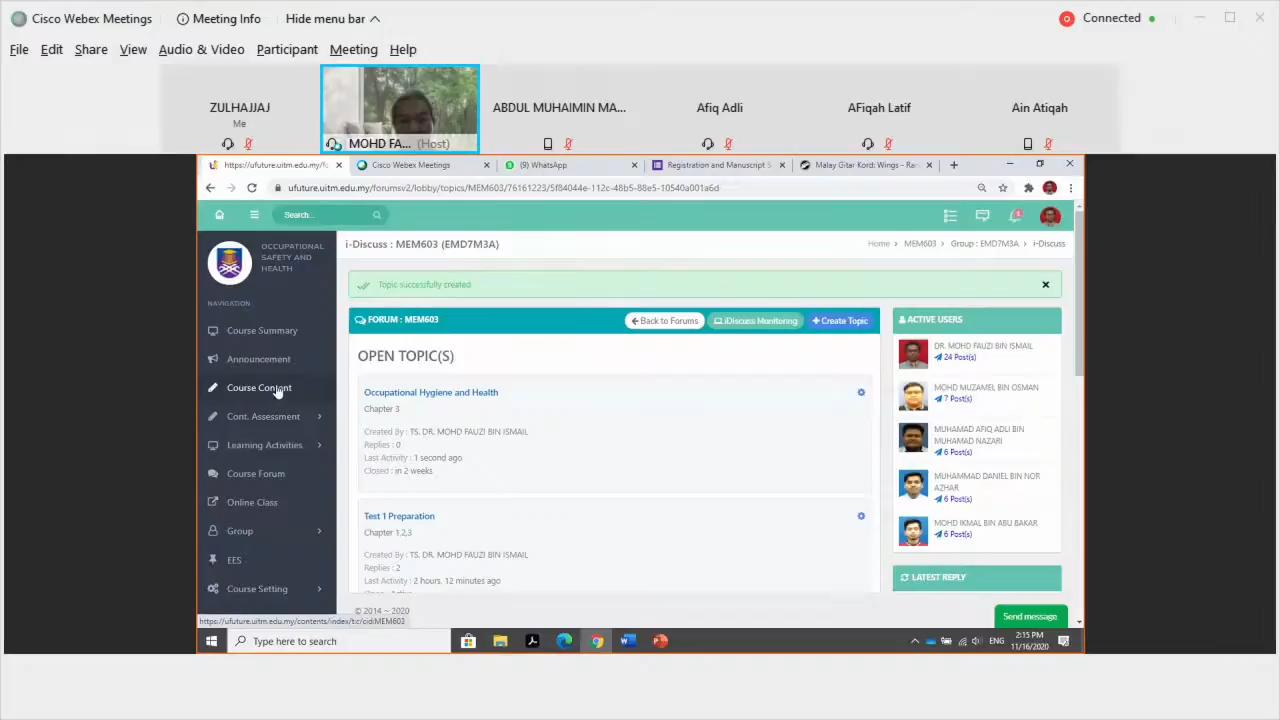 Cisco Webex Meetings
Meeting Info
Hide menu bar
Connected
File Edit Share View Audio & Video Participant Meeting Help
ZULHAJJAJ
Me
MOHD FA... (Host)
ABDUL MUHAIMIN MA...
Afiq Adli
AFiqah Latif
Ain Atiqah
https://ufuture.uitm.edu.my/f
Cisco Webex Meetings
(9) WhatsApp
Registration and Manuscript S
Malay Gitar Kord: Wings - Ra
ufuture.uitm.edu.my/forumsv2/lobby/topics/MEM603/76161223/5f84044e-112c-48b5-88e5-10540a001a6d
Search...
OCCUPATIONAL
SAFETY AND
HEALTH
NAVIGATION
Course Summary
Announcement
Course Content
Cont. Assessment
Learning Activities
Course Forum
Online Class
Group
EES
Course Setting
i-Discuss : MEM603 (EMD7M3A)
Home > MEM603 > Group : EMD7M3A > i-Discuss
Topic successfully created
FORUM : MEM603
Back to Forums
iDiscuss Monitoring
Create Topic
OPEN TOPIC(S)
Occupational Hygiene and Health
Chapter 3
Created By : TS. DR. MOHD FAUZI BIN ISMAIL
Replies : 0
Last Activity : 1 second ago
Closed : in 2 weeks
Test 1 Preparation
Chapter 1,2,3
Created By : TS. DR. MOHD FAUZI BIN ISMAIL
Replies : 2
Last Activity : 2 hours, 12 minutes ago
ACTIVE USERS
DR. MOHD FAUZI BIN ISMAIL
24 Post(s)
MOHD MUZAMEL BIN OSMAN
7 Post(s)
MUHAMAD AFIQ ADLI BIN
MUHAMAD NAZARI
6 Post(s)
MUHAMMAD DANIEL BIN NOR
AZHAR
6 Post(s)
MOHD IKMAL BIN ABU BAKAR
6 Post(s)
LATEST REPLY
© 2014 ~ 2020
Send message
https://ufuture.uitm.edu.my/contents/index/t:c/cid:MEM603
Type here to search
ENG
2:15 PM
11/16/2020